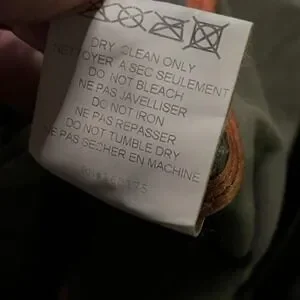 DRY CLEAN ONLY
NETTOYER A SEC SEULEMENT
DO NOT BLEACH
NE PAS JAVELLISER
DO NOT IRON
NE PAS REPASSER
DO NOT TUMBLE DRY
NE PAS SECHER EN MACHINE